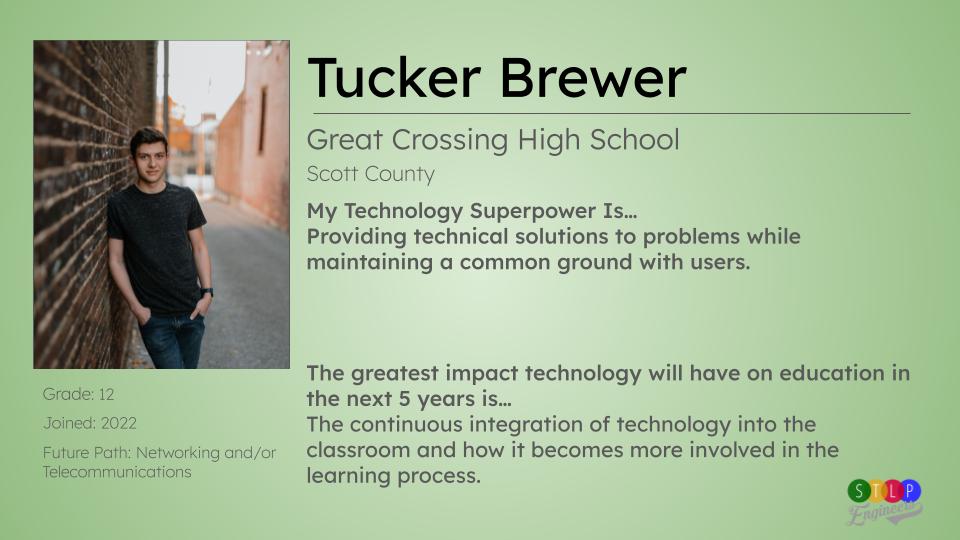 Tucker Brewer
Great Crossing High School
Scott County
My Technology Superpower Is...
Providing technical solutions to problems while
maintaining a common ground with users.
The greatest impact technology will have on education in
the next 5 years is...
The continuous integration of technology into the
classroom and how it becomes more involved in the
learning process.
Grade: 12
Joined: 2022
Future Path: Networking and/or
Telecommunications
STLP
Engineers